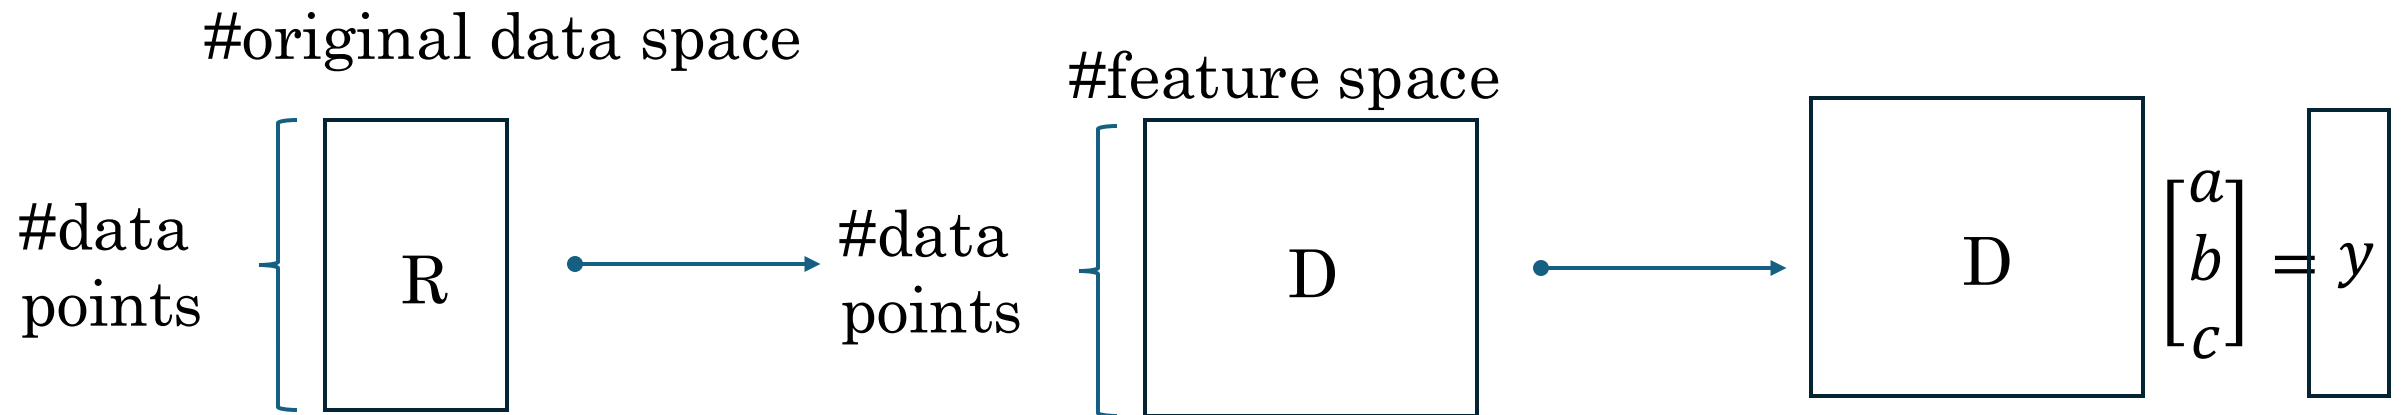 #original data space
#data
points
R
#feature space
#data
points
D
D
a
b
c
=
y